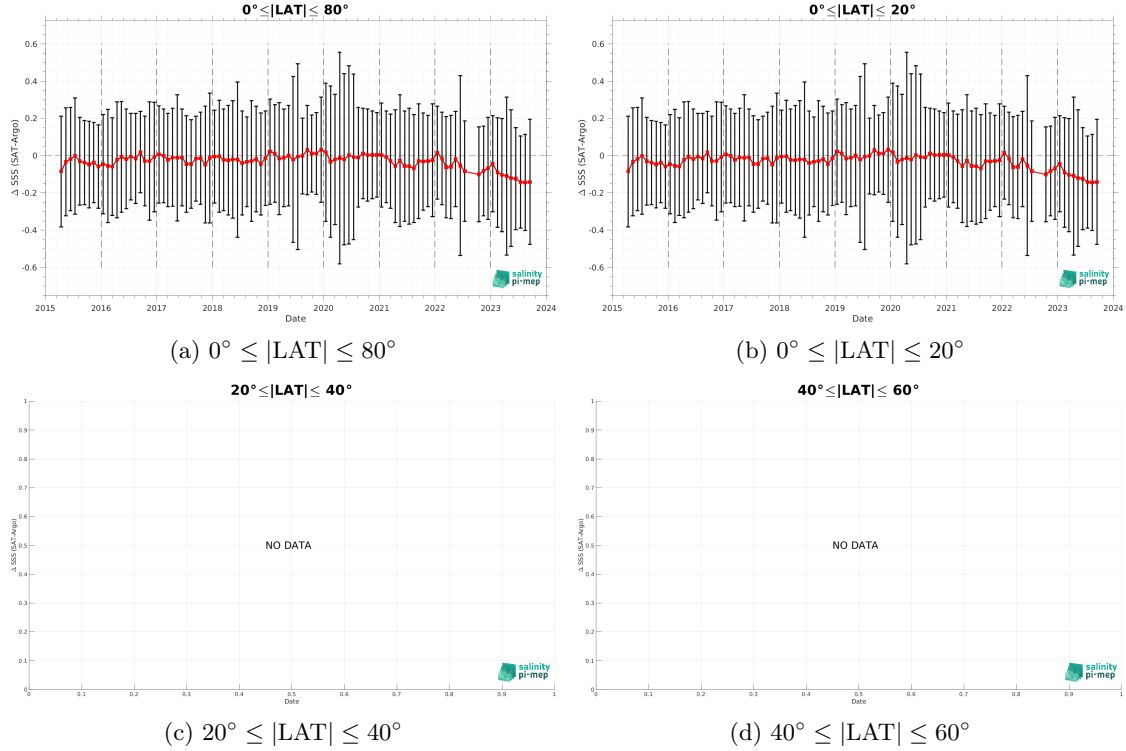 0°≤|LAT|≤ 80°
Δ SSS (SAT-Argo)
0.6
0.4
0.2
0
-0.2
-0.4
-0.6
2015 2016 2017 2018 2019 2020 2021 2022 2023 2024
Date
salinity
pi-mep
(a) 0° ≤ |LAT| ≤ 80°
0°≤|LAT|≤ 20°
Δ SSS (SAT-Argo)
0.6
0.4
0.2
0
-0.2
-0.4
-0.6
2015 2016 2017 2018 2019 2020 2021 2022 2023 2024
Date
salinity
pi-mep
(b) 0° ≤ |LAT| ≤ 20°
20°≤|LAT|≤ 40°
Δ SSS (SAT-Argo)
1
0.9
0.8
0.7
0.6
0.5
0.4
0.3
0.2
0.1
0
NO DATA
0 0.1 0.2 0.3 0.4 0.5 0.6 0.7 0.8 0.9 1
Date
salinity
pi-mep
(c) 20° ≤ |LAT| ≤ 40°
40°≤|LAT|≤ 60°
Δ SSS (SAT-Argo)
1
0.9
0.8
0.7
0.6
0.5
0.4
0.3
0.2
0.1
0
NO DATA
0 0.1 0.2 0.3 0.4 0.5 0.6 0.7 0.8 0.9 1
Date
salinity
pi-mep
(d) 40° ≤ |LAT| ≤ 60°